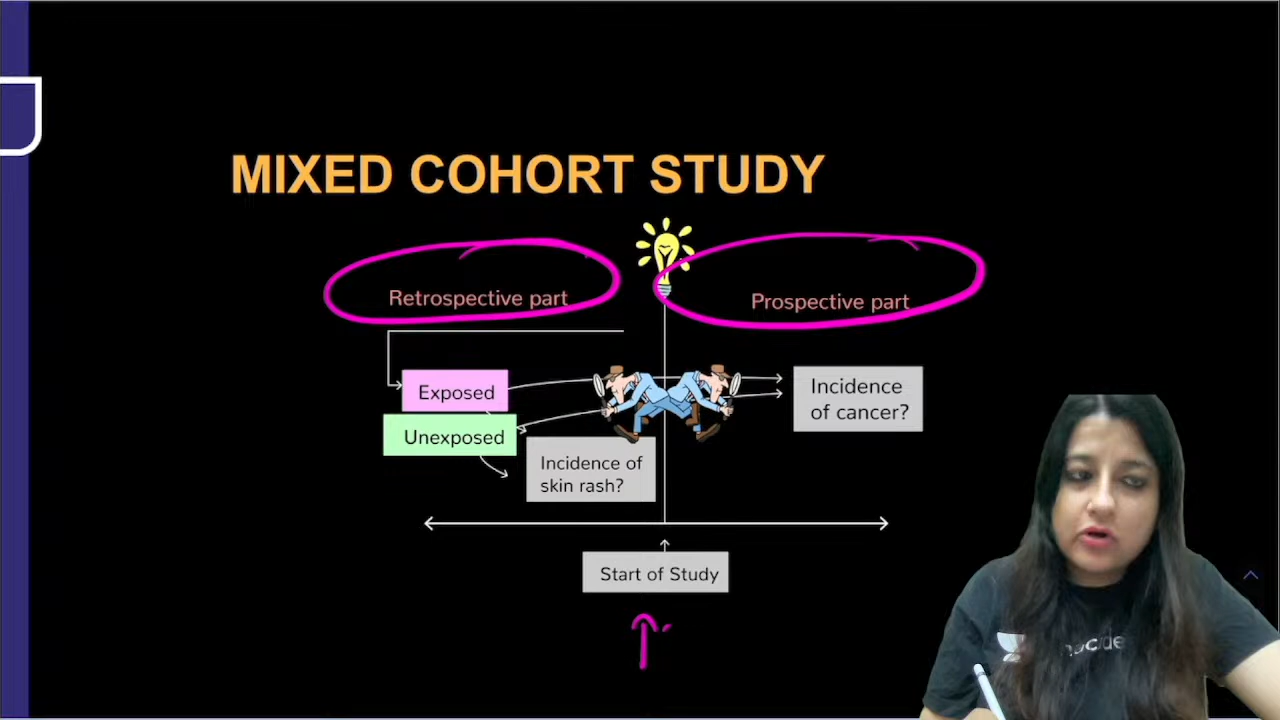 MIXED COHORT STUDY
Retrospective part
Prospective part
Exposed
Unexposed
Incidence of
skin rash?
Incidence
of cancer?
Start of Study